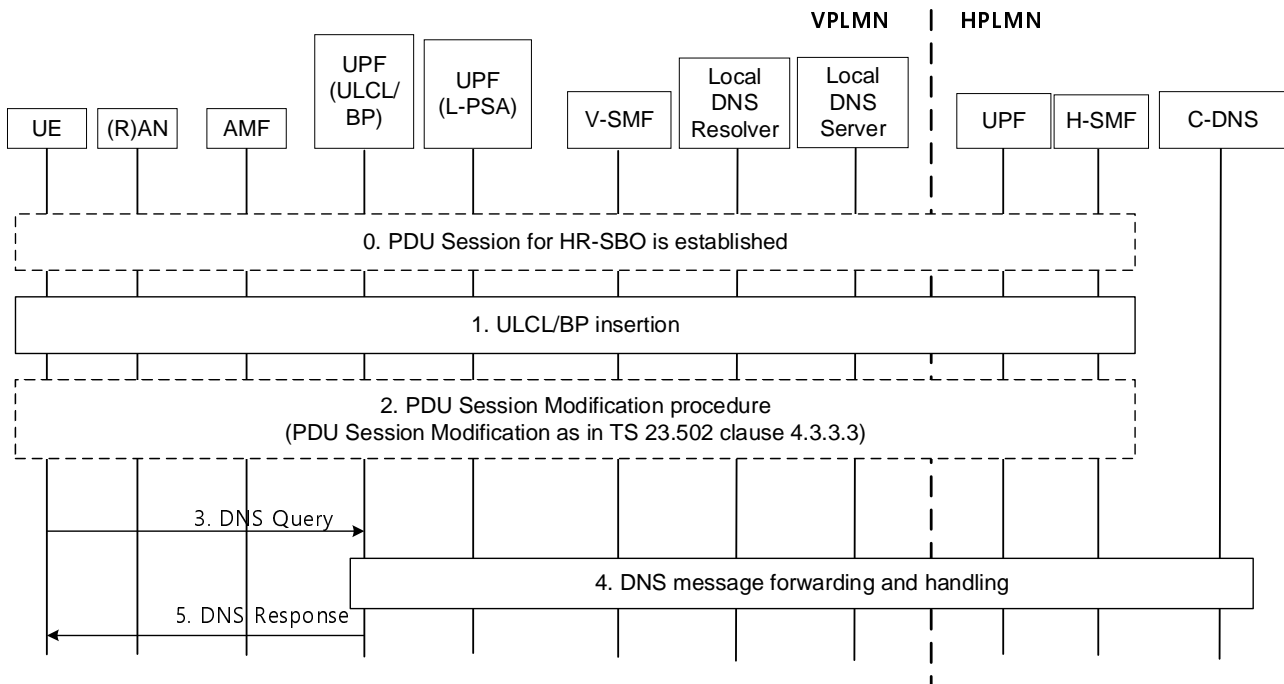 VPLMN
HPLMN
UE
(R)AN
AMF
UPF
(ULCL/
BP)
UPF
(L-PSA)
V-SMF
Local
DNS
Resolver
Local
DNS
Server
UPF
H-SMF
C-DNS
0. PDU Session for HR-SBO is established
1. ULCL/BP insertion
2. PDU Session Modification procedure
(PDU Session Modification as in TS 23.502 clause 4.3.3.3)
3. DNS Query
4. DNS message forwarding and handling
5. DNS Response